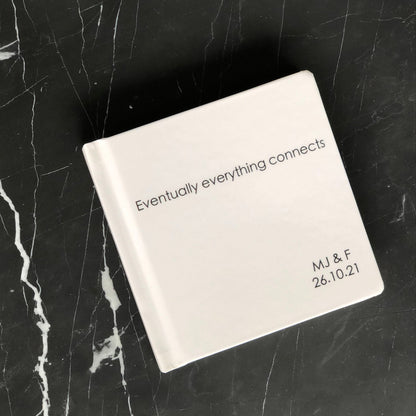 Eventually everything connects
MJ & F
26.10.21